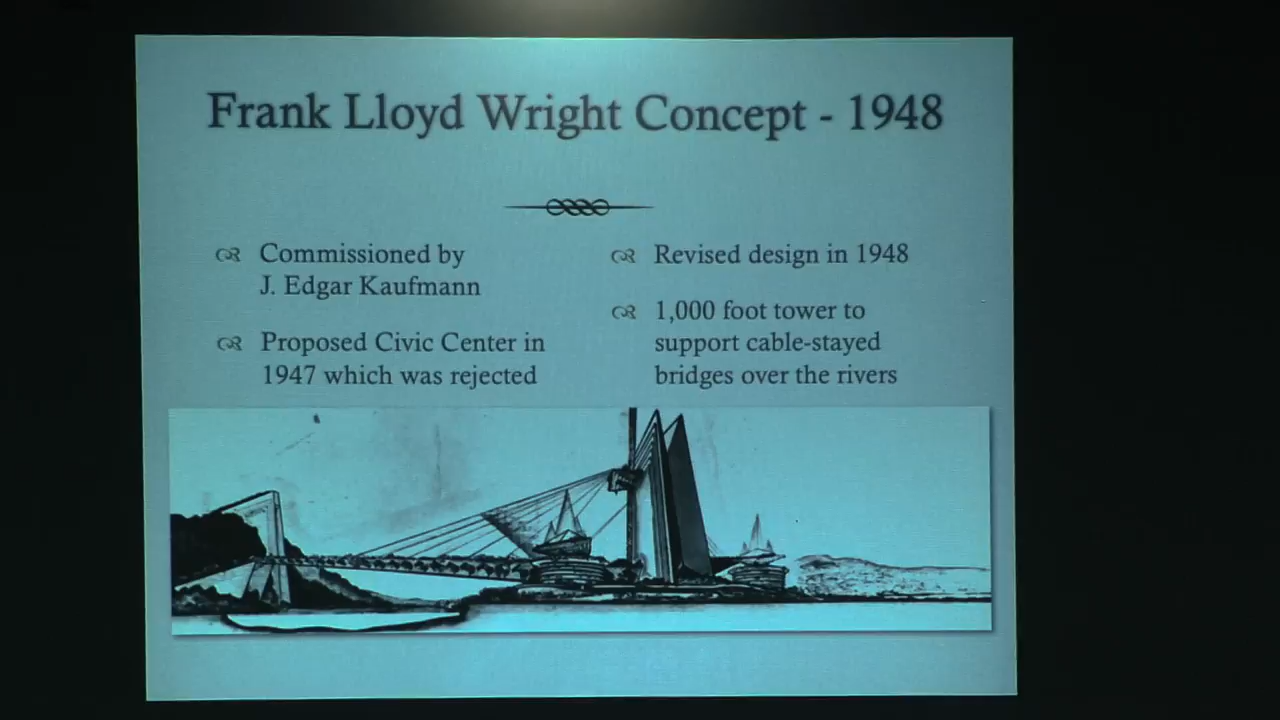 Frank Lloyd Wright Concept - 1948
Commissioned by
J. Edgar Kaufmann
Proposed Civic Center in
1947 which was rejected
Revised design in 1948
1,000 foot tower to
support cable-stayed
bridges over the rivers